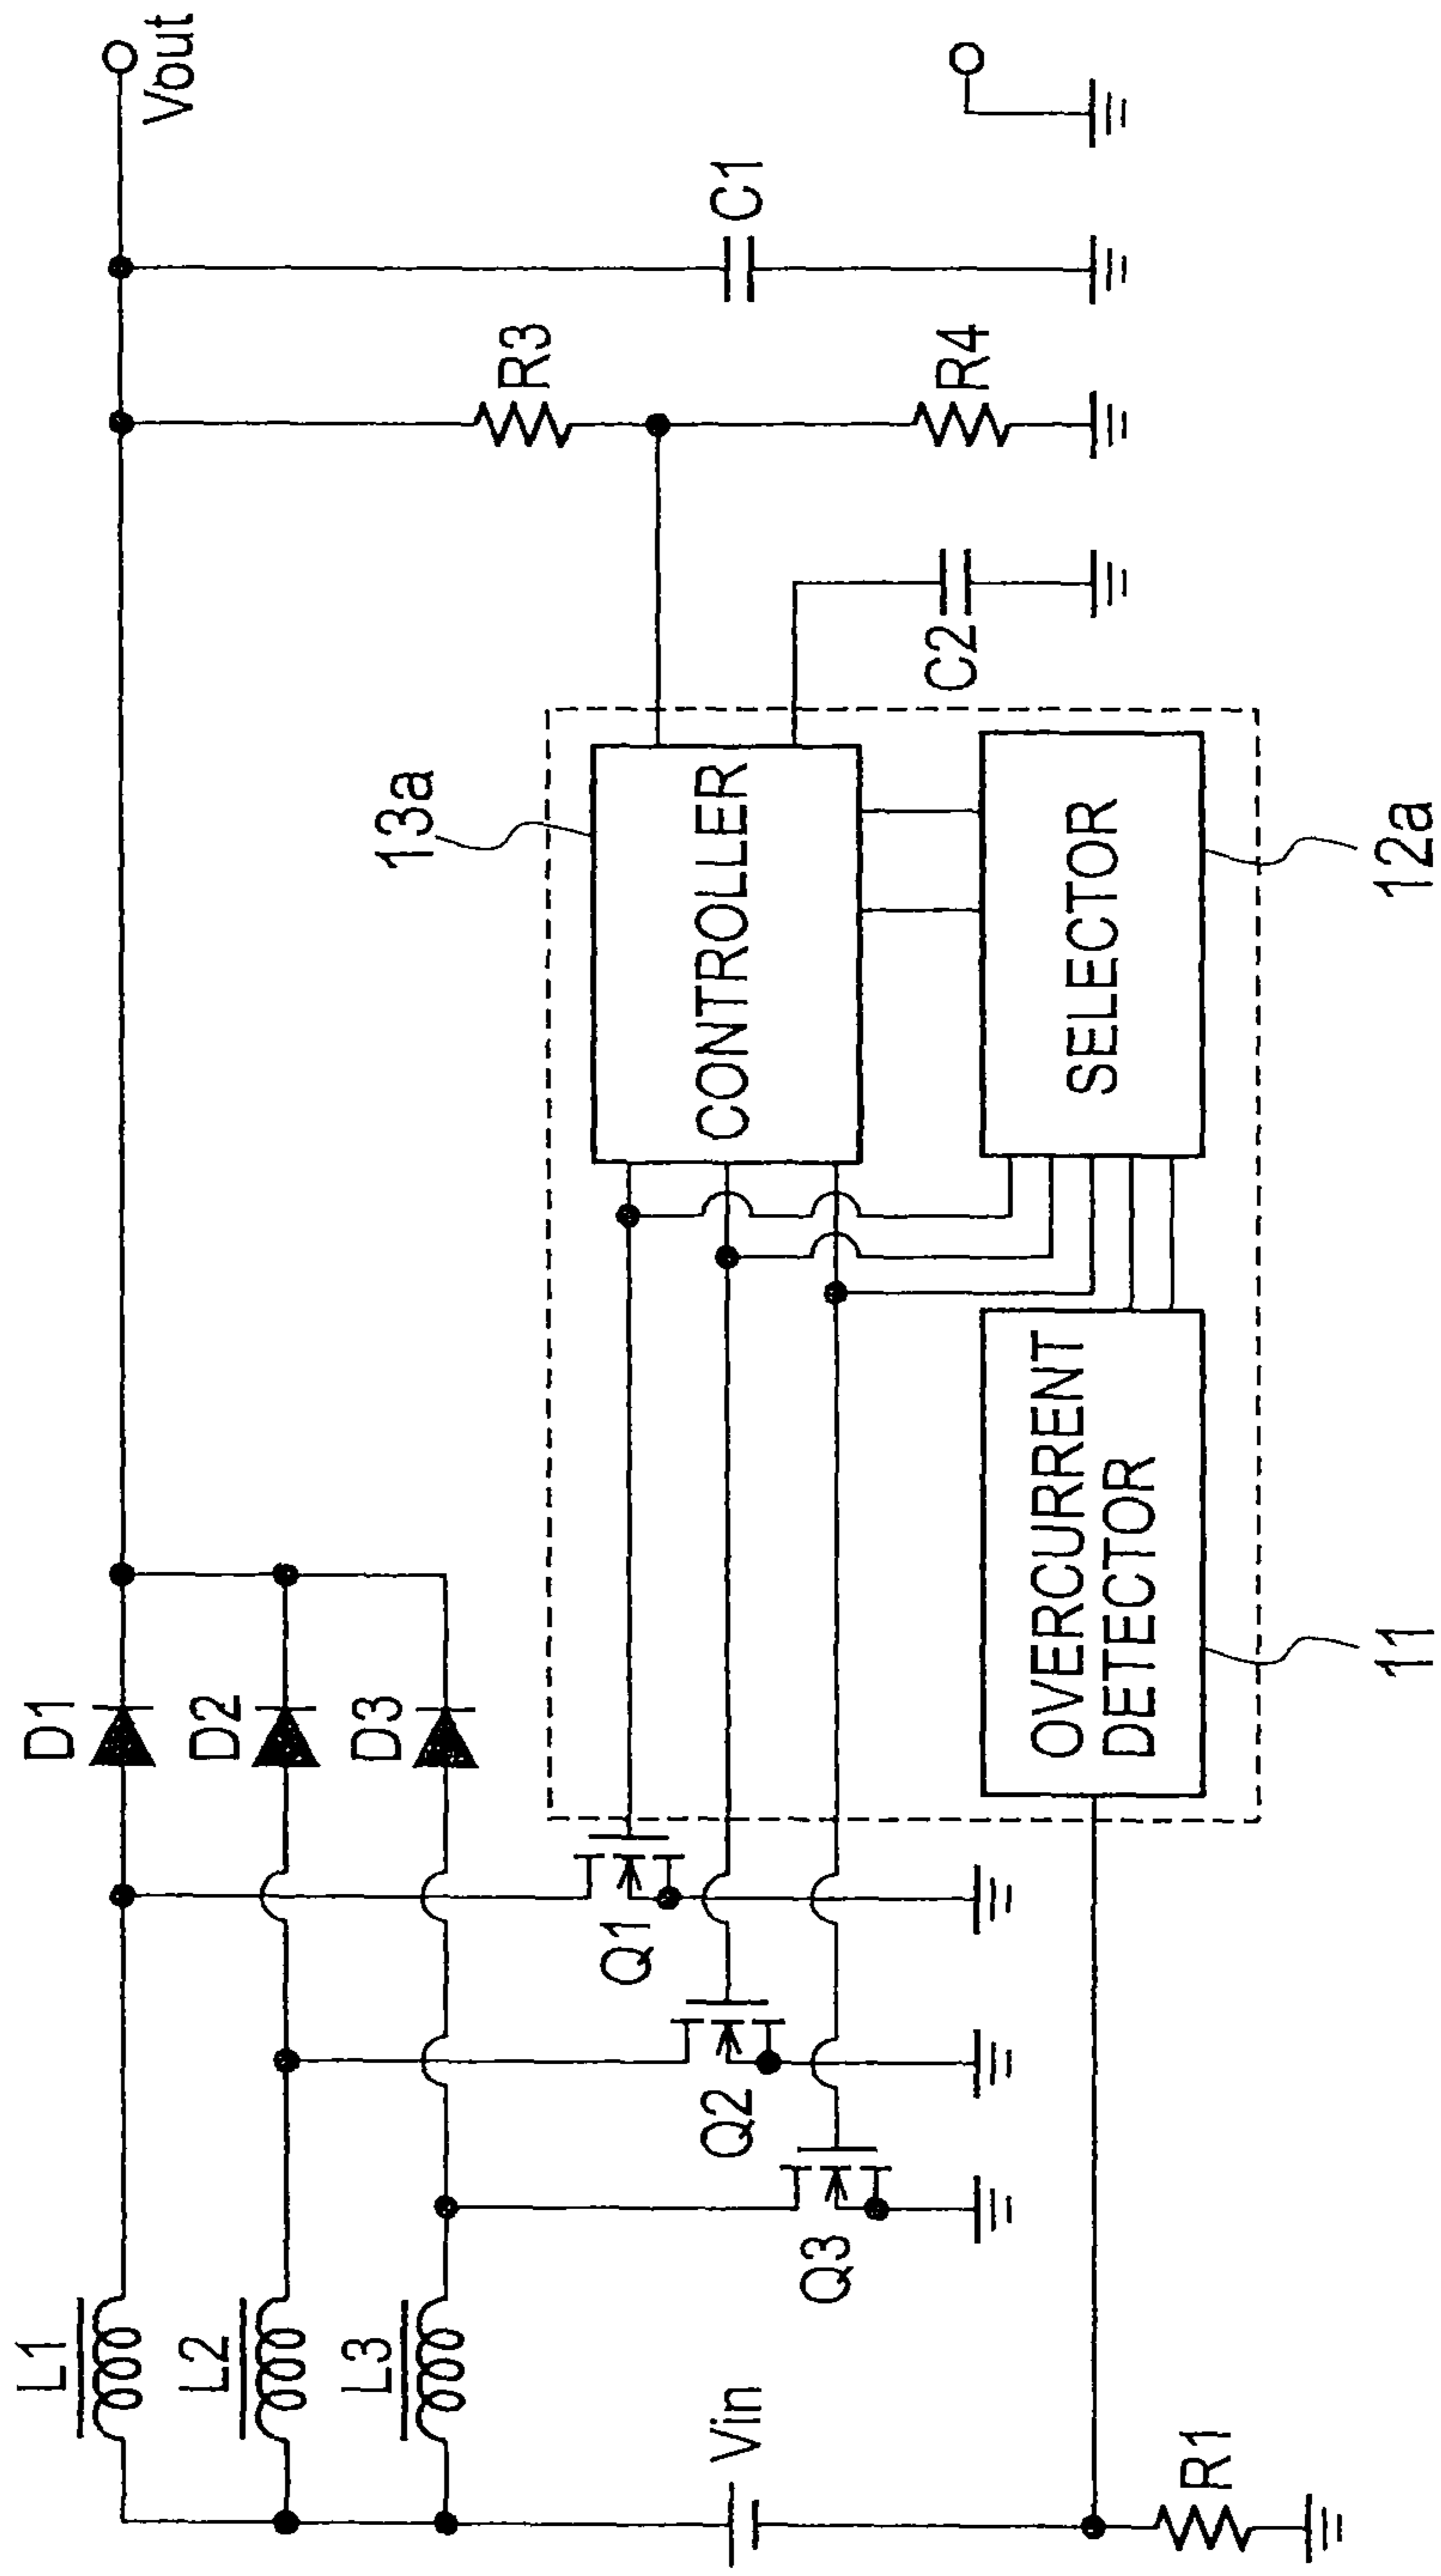 L1
D1
Vout
L2
D2
L3
D3
13a
R3
C1
Q1
CONTROLLER
Vin
Q2
Q3
C2
R4
OVERCURRENT
DETECTOR
SELECTOR
R1
11
12a